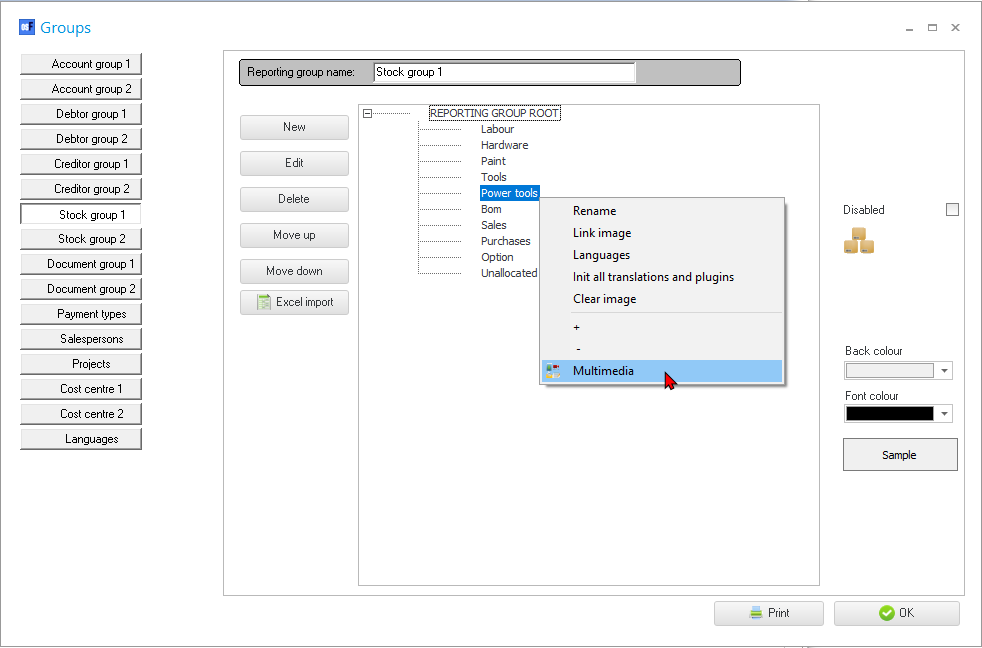 osF Groups
Account group 1
Account group 2
Debtor group 1
Debtor group 2
Creditor group 1
Creditor group 2
Stock group 1
Stock group 2
Document group 1
Document group 2
Payment types
Salespersons
Projects
Cost centre 1
Cost centre 2
Languages
Reporting group name: Stock group 1
New
Edit
Delete
Move up
Move down
Excel import
REPORTING GROUP ROOT
Labour
Hardware
Paint
Tools
Power tools
Bom
Sales
Purchases
Option
Unallocated
Rename
Link image
Languages
Init all translations and plugins
Clear image
+
-
Multimedia
Disabled
Back colour
Font colour
Sample
Print
OK